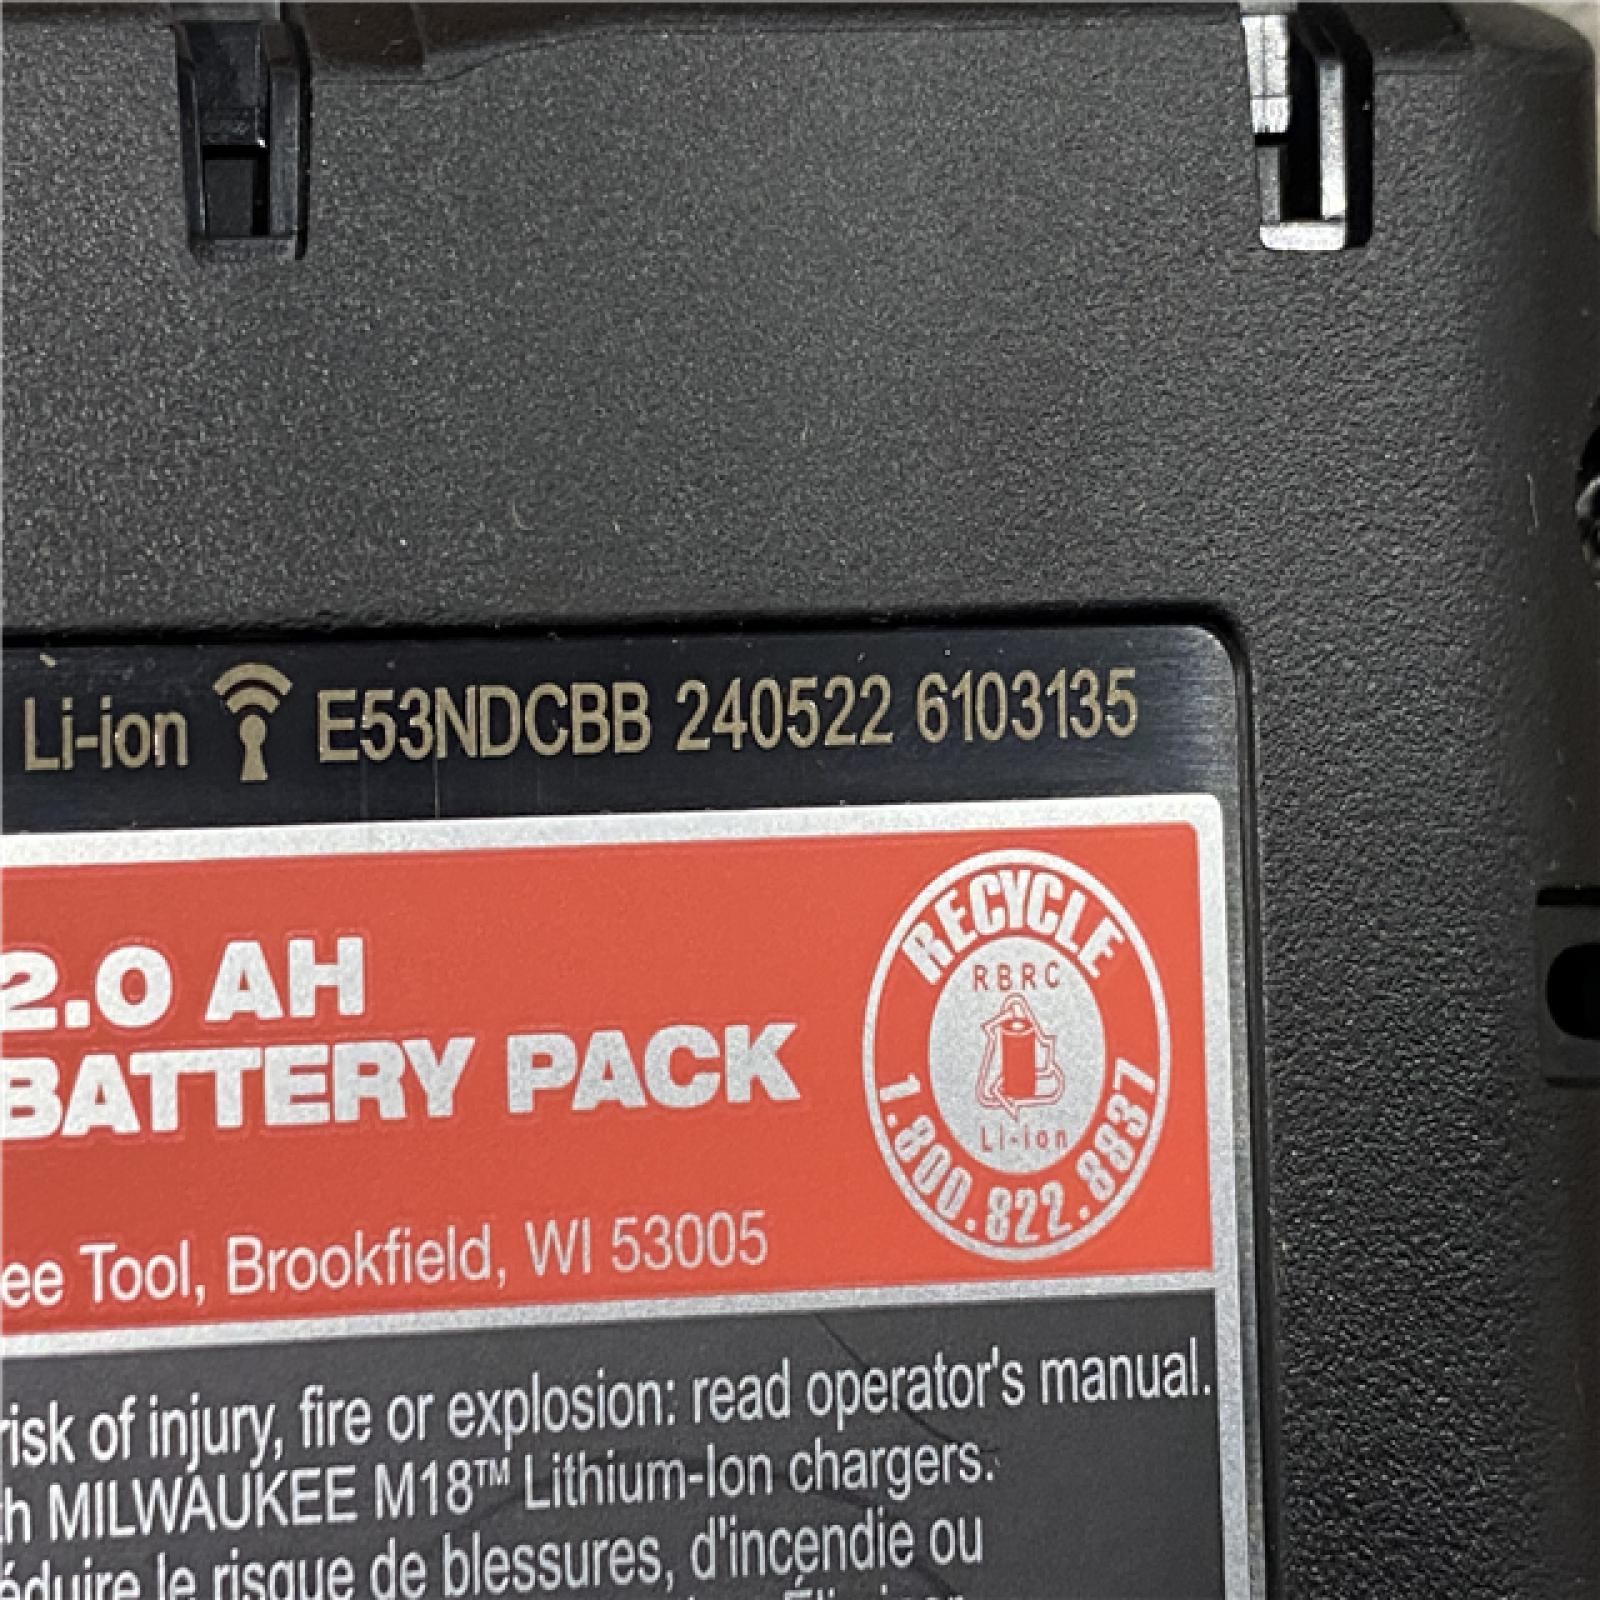 Li-ion E53NDCBB 240522 6103135
2.0 AH
BATTERY PACK
RECYCLE
RBRC
Li-ion
1.800.822.8837
ee Tool, Brookfield, WI 53005
risk of injury, fire or explosion: read operator's manual.
h MILWAUKEE M18™ Lithium-Ion chargers.
éduire le risque de blessures, d'incendie ou